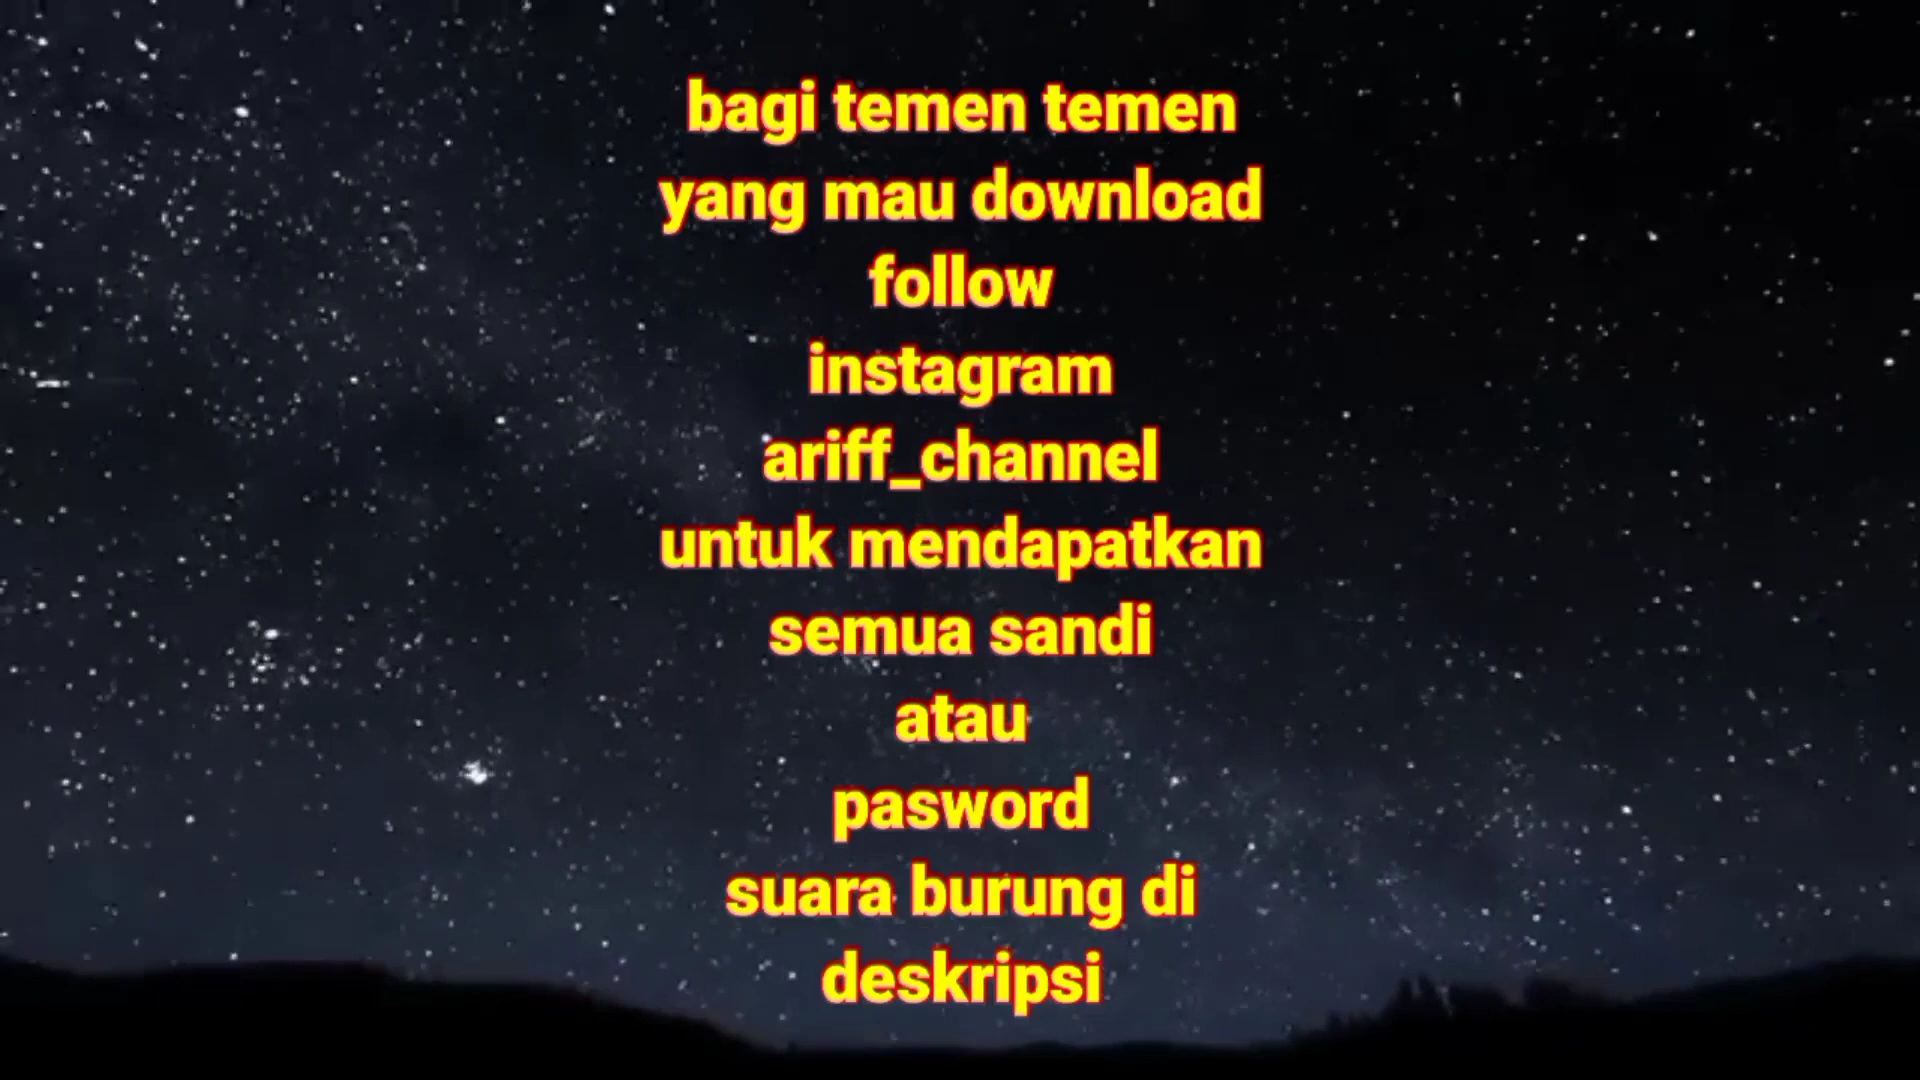 bagi temen temen
yang mau download
follow
instagram
ariff_channel
untuk mendapatkan
semua sandi
atau
pasword
suara burung di
deskripsi